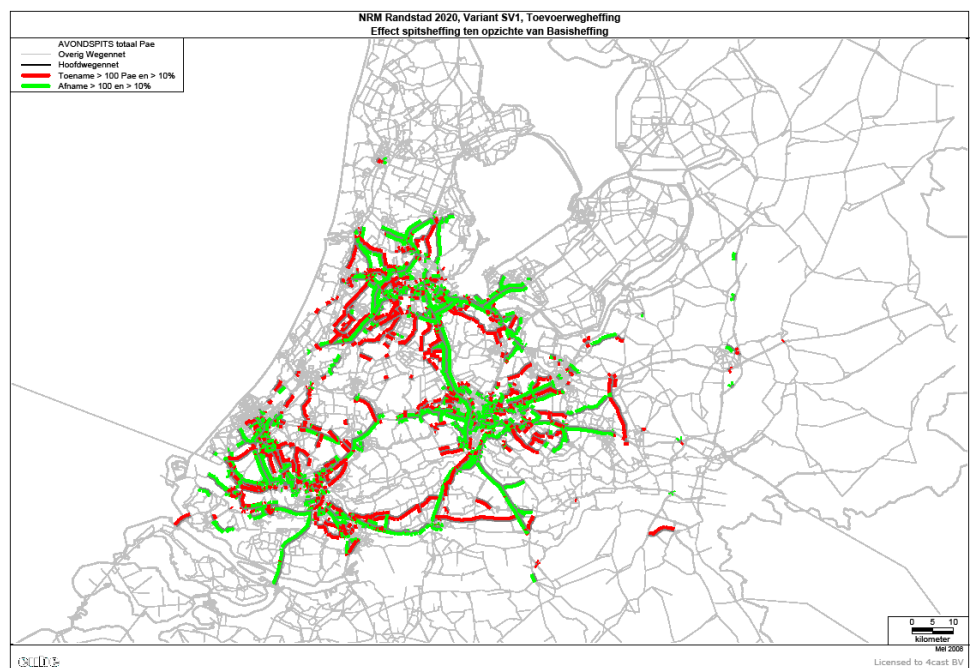 NRM Randstad 2020, Variant SV1, Toevoerwegheffing
Effect spitsheffing ten opzichte van Basisheffing
AVONDSPITS totaal Pae
Overig Wegennet
Hoofdwegennet
Toename > 100 Pae en > 10%
Afname > 100 en > 10%
0 5 10
kilometer
Mei 2008
cube
Licensed to 4cast BV